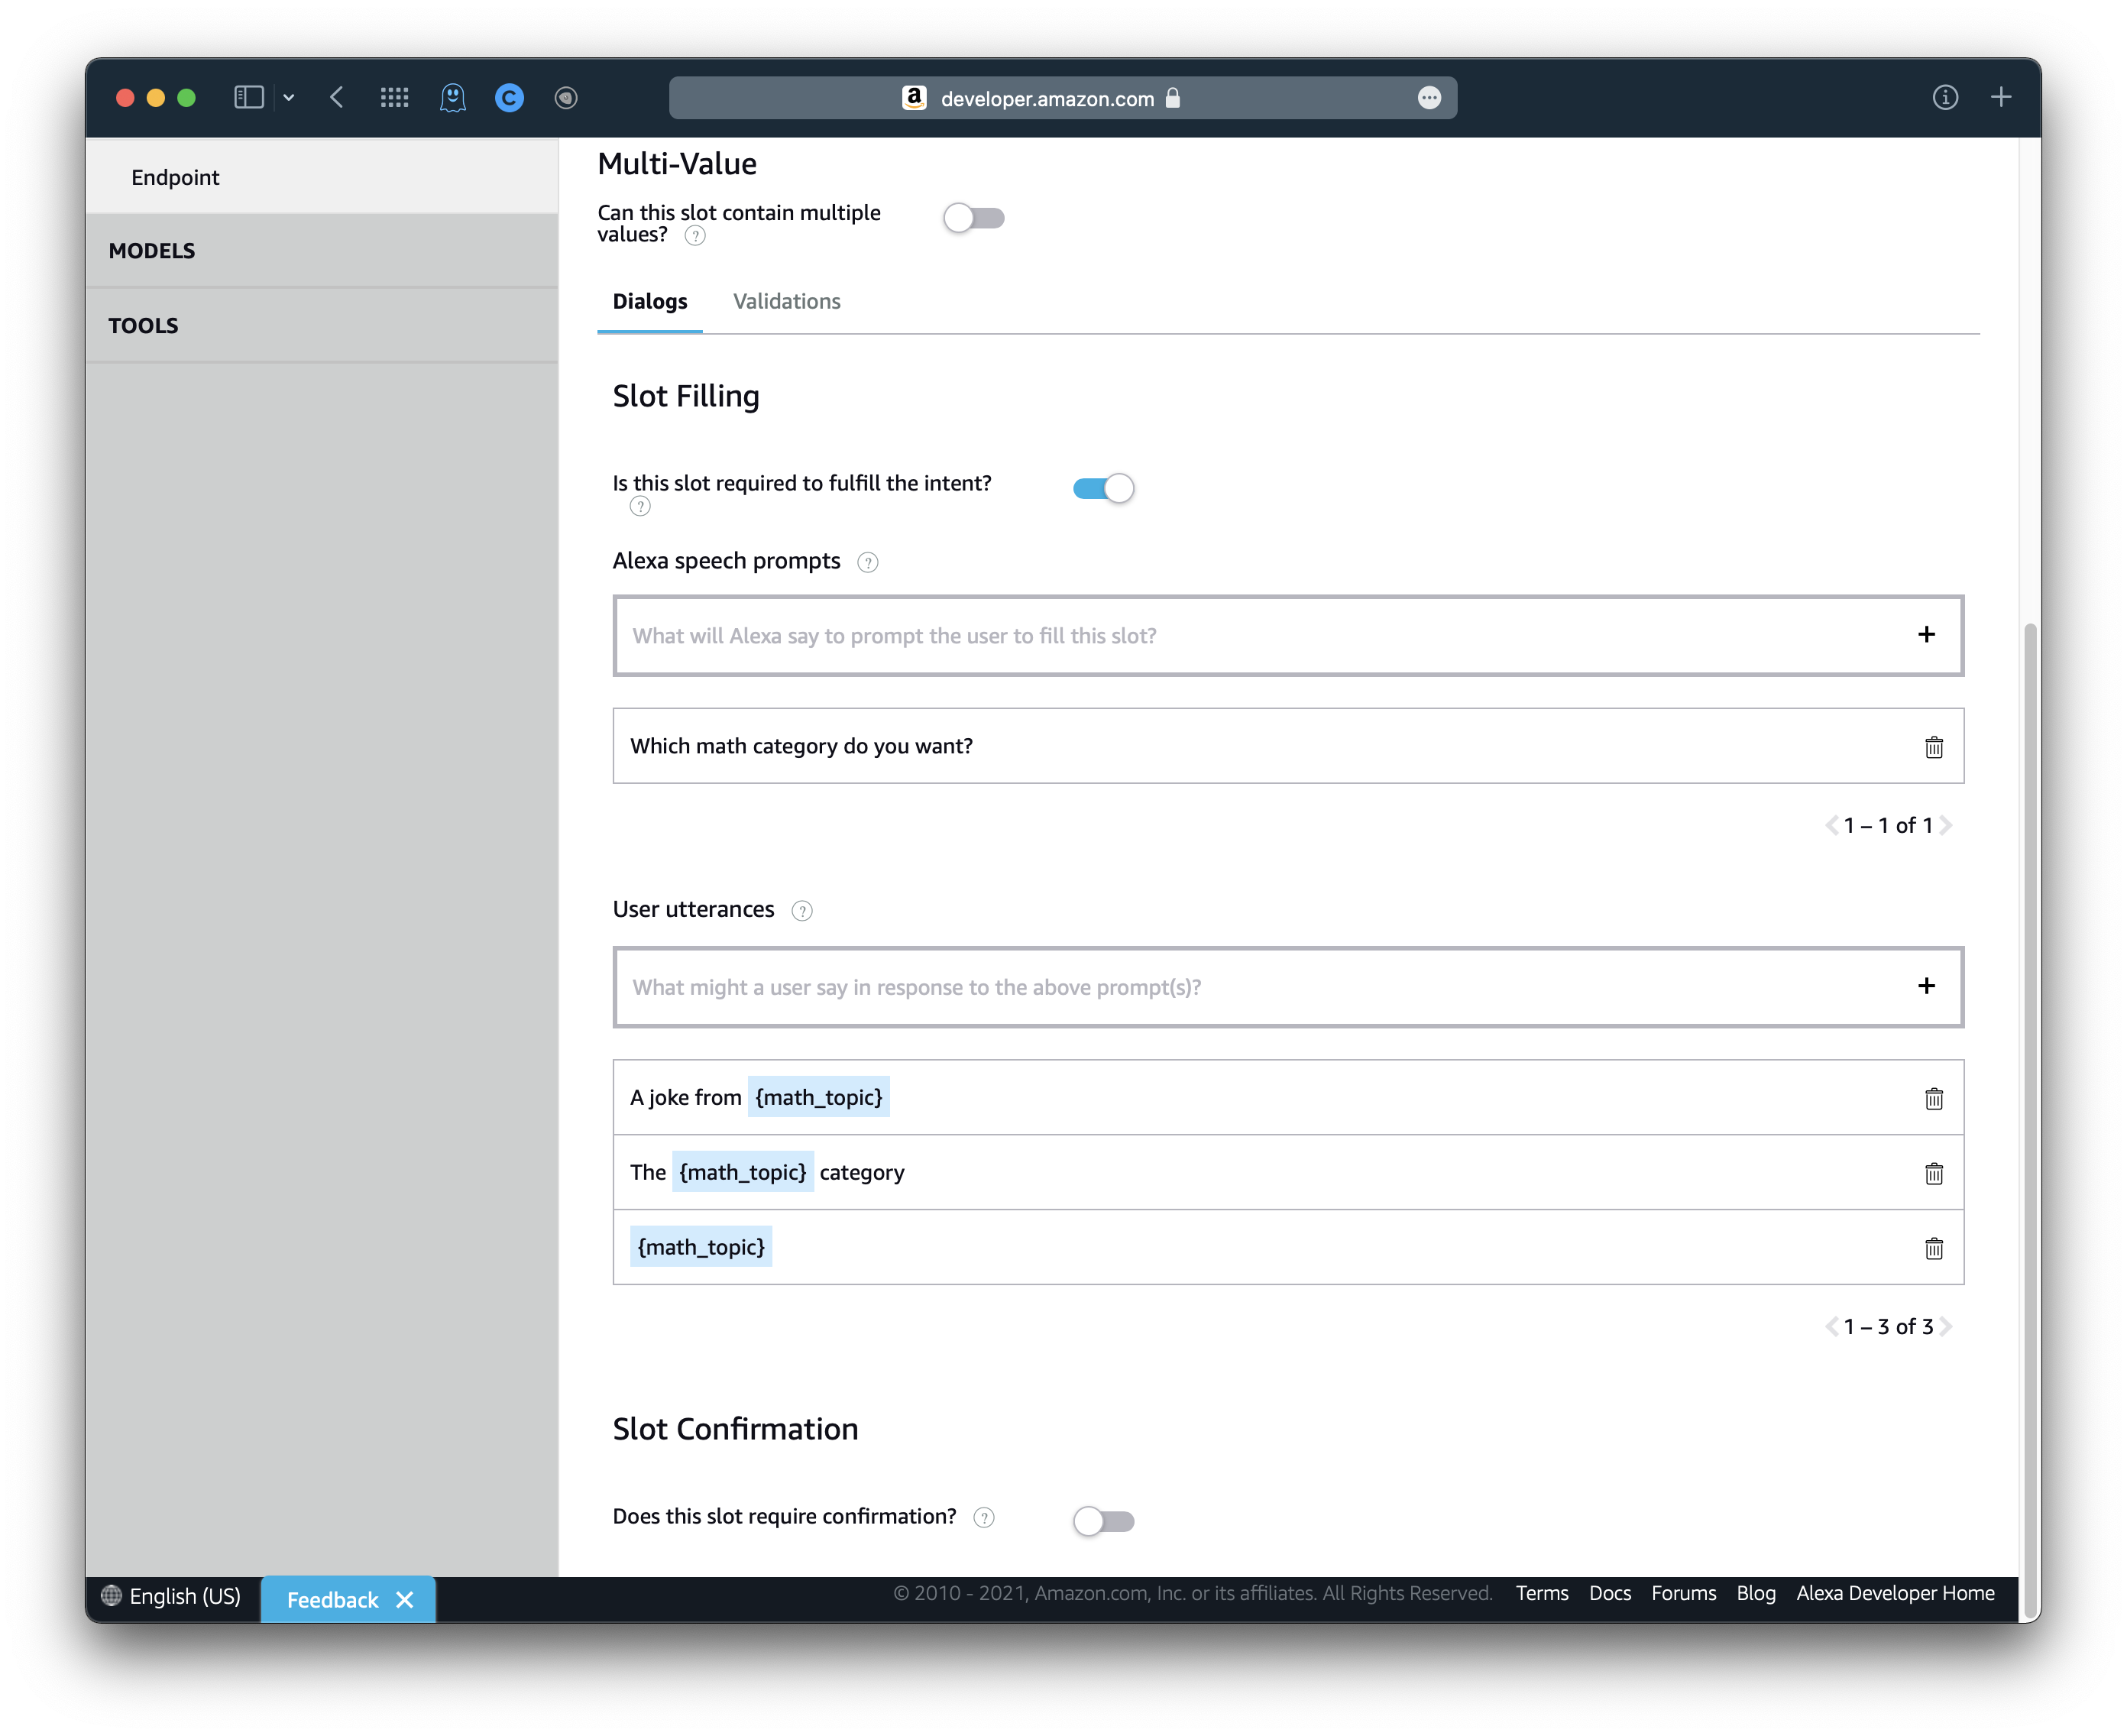 developer.amazon.com
Endpoint
MODELS
TOOLS
Multi-Value
Can this slot contain multiple
values? ?
Dialogs Validations
Slot Filling
Is this slot required to fulfill the intent?
?
Alexa speech prompts ?
What will Alexa say to prompt the user to fill this slot? +
Which math category do you want?
1 – 1 of 1
User utterances ?
What might a user say in response to the above prompt(s)? +
A joke from {math_topic}
The {math_topic} category
{math_topic}
1 – 3 of 3
Slot Confirmation
Does this slot require confirmation? ?
English (US) Feedback © 2010 - 2021, Amazon.com, Inc. or its affiliates. All Rights Reserved. Terms Docs Forums Blog Alexa Developer Home